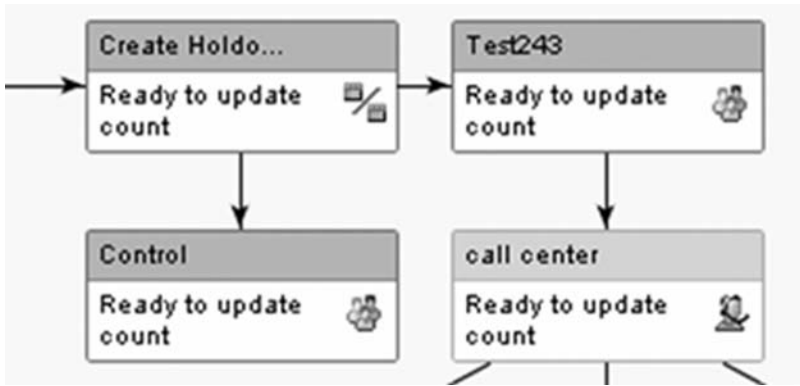 Create Holdo...
Ready to update
count
Test243
Ready to update
count
Control
Ready to update
count
call center
Ready to update
count